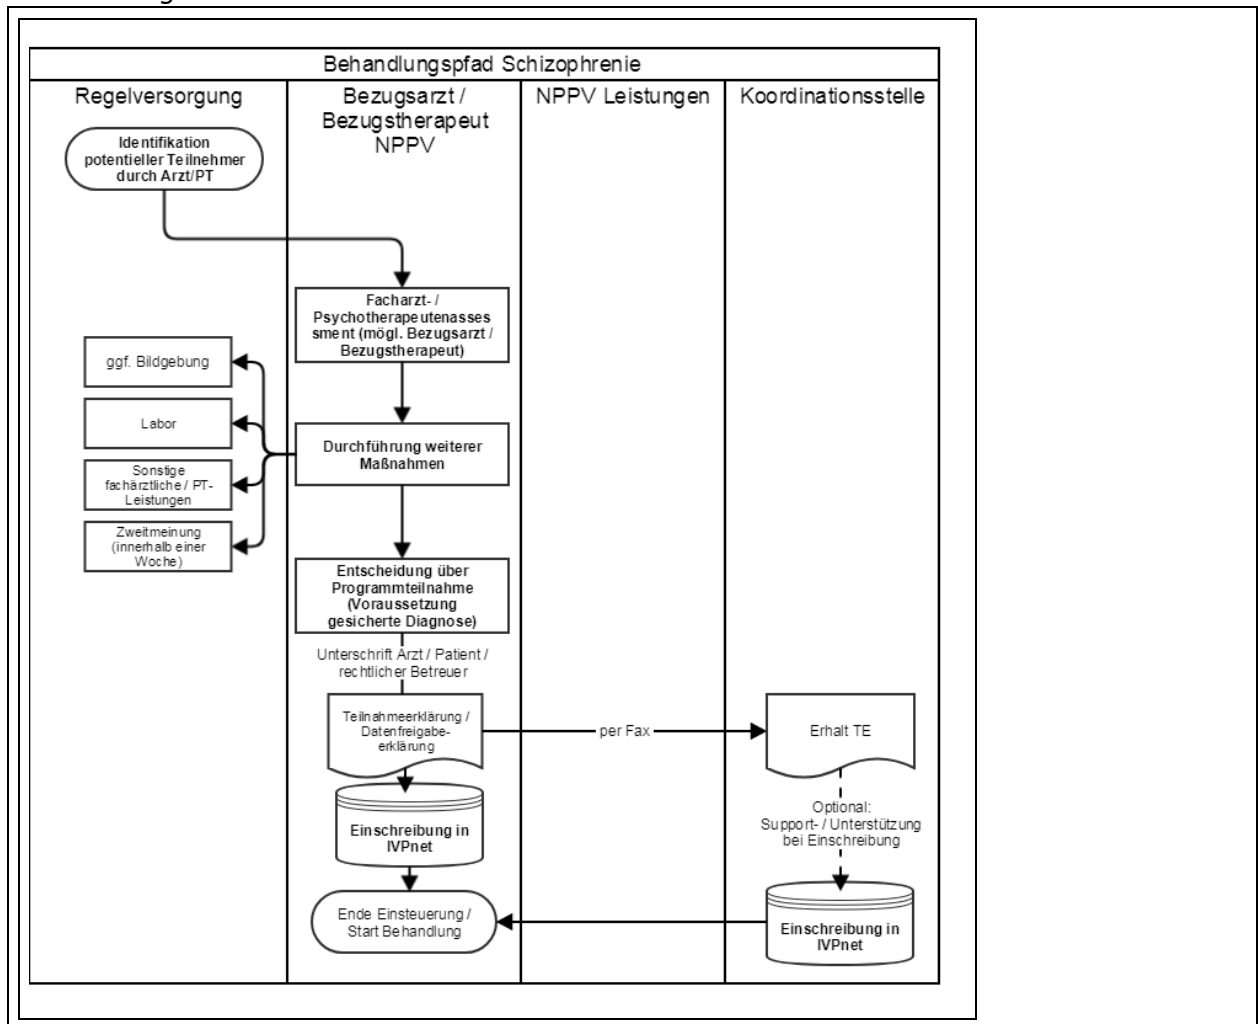 Behandlungspfad Schizophrenie
Regelversorgung
Bezugsarzt /
Bezugstherapeut
NPPV
NPPV Leistungen
Koordinationsstelle
Identifikation
potentieller Teilnehmer
durch Arzt/PT
Facharzt- /
Psychotherapeutenasses
sment (mögl. Bezugsarzt /
Bezugstherapeut)
ggf. Bildgebung
Labor
Sonstige
fachärztliche / PT-
Leistungen
Zweitmeinung
(innerhalb einer
Woche)
Durchführung weiterer
Maßnahmen
Entscheidung über
Programmteilnahme
(Voraussetzung
gesicherte Diagnose)
Unterschrift Arzt / Patient /
rechtlicher Betreuer
Teilnahmeerklärung /
Datenfreigabe-
erklärung
per Fax
Erhalt TE
Optional:
Support- / Unterstützung
bei Einschreibung
Einschreibung in
IVPnet
Ende Einsteuerung /
Start Behandlung
Einschreibung in
IVPnet